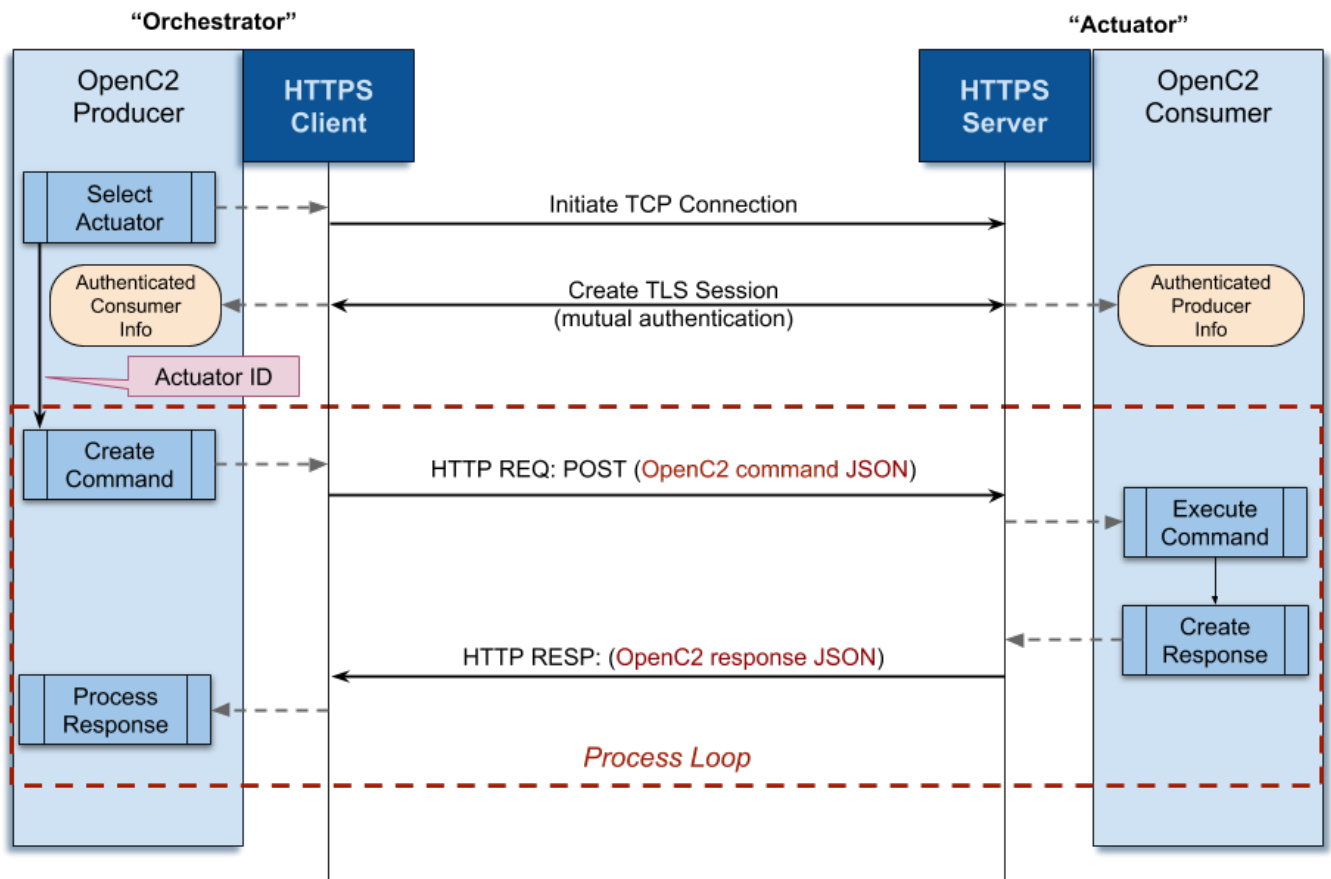 “Orchestrator”
“Actuator”
OpenC2
Producer
HTTPS
Client
HTTPS
Server
OpenC2
Consumer
Select
Actuator
Initiate TCP Connection
Authenticated
Consumer
Info
Create TLS Session
(mutual authentication)
Authenticated
Producer
Info
Actuator ID
Create
Command
HTTP REQ: POST (OpenC2 command JSON)
Execute
Command
Create
Response
HTTP RESP: (OpenC2 response JSON)
Process
Response
Process Loop